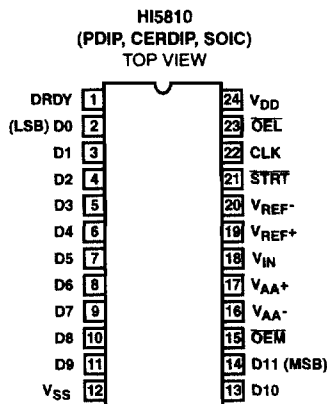 HI5810
(PDIP, CERDIP, SOIC)
TOP VIEW
DRDY 1 24 VDD
(LSB) D0 2 23 OEL
D1 3 22 CLK
D2 4 21 STRT
D3 5 20 VREF-
D4 6 19 VREF+
D5 7 18 VIN
D6 8 17 VAA+
D7 9 16 VAA-
D8 10 15 OEM
D9 11 14 D11 (MSB)
VSS 12 13 D10